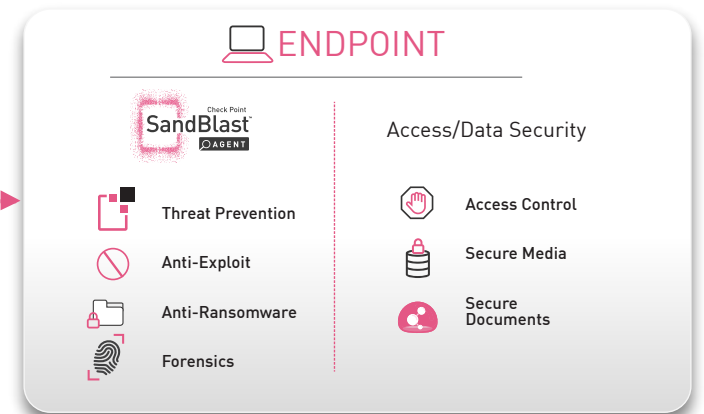 ENDPOINT
Check Point
SandBlast™
AGENT
Threat Prevention
Anti-Exploit
Anti-Ransomware
Forensics
Access/Data Security
Access Control
Secure Media
Secure
Documents